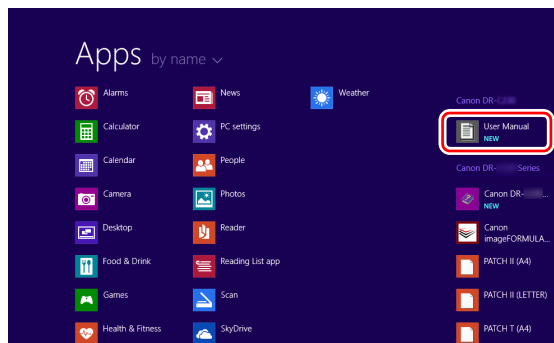 Apps by name
Alarms
Calculator
Calendar
Camera
Desktop
Food & Drink
Games
Health & Fitness
News
PC settings
People
Photos
Reader
Reading List app
Scan
SkyDrive
Weather
Canon DR-
User Manual
NEW
Canon DR- Series
Canon DR- ...
NEW
Canon
imageFORMULA...
PATCH II (A4)
PATCH II (LETTER)
PATCH T (A4)